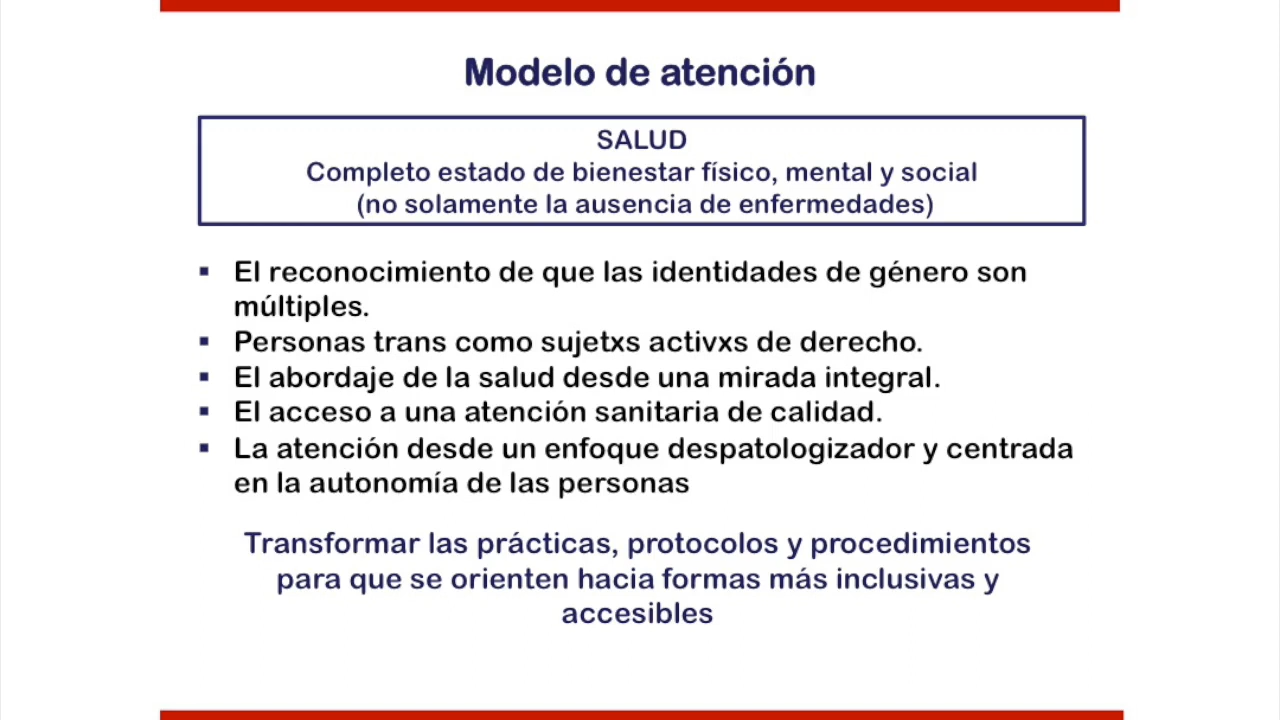 Modelo de atención
SALUD
Completo estado de bienestar físico, mental y social
(no solamente la ausencia de enfermedades)
▪ El reconocimiento de que las identidades de género son
múltiples.
▪ Personas trans como sujetxs activxs de derecho.
▪ El abordaje de la salud desde una mirada integral.
▪ El acceso a una atención sanitaria de calidad.
▪ La atención desde un enfoque despatologizador y centrada
en la autonomía de las personas
Transformar las prácticas, protocolos y procedimientos
para que se orienten hacia formas más inclusivas y
accesibles